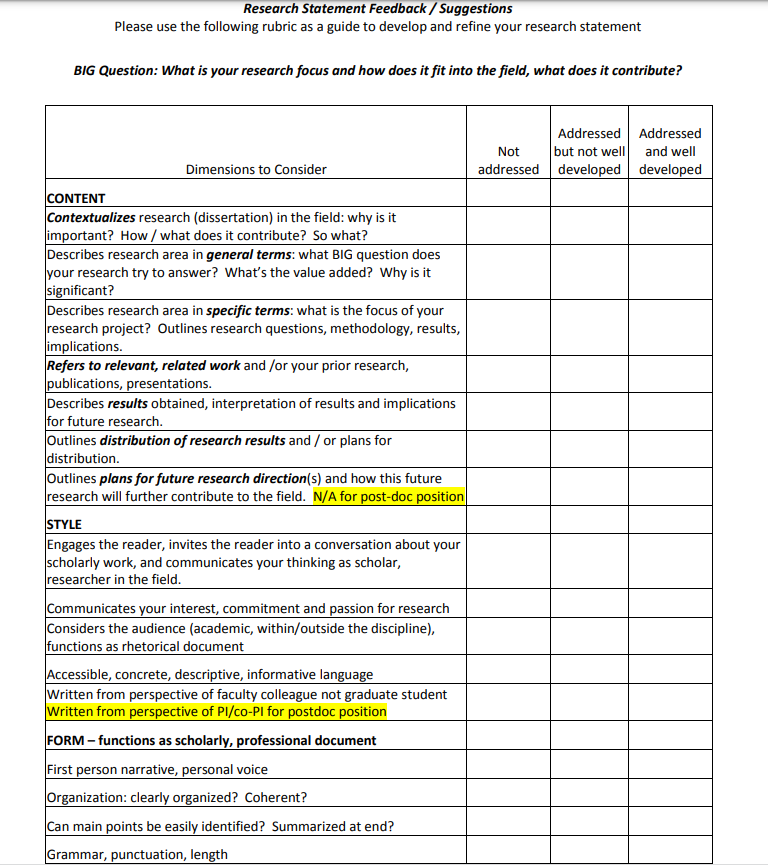 Research Statement Feedback / Suggestions
Please use the following rubric as a guide to develop and refine your research statement
BIG Question: What is your research focus and how does it fit into the field, what does it contribute?
Dimensions to Consider
Not
addressed
Addressed
but not well
developed
Addressed
and well
developed
CONTENT
Contextualizes research (dissertation) in the field: why is it
important? How / what does it contribute? So what?
Describes research area in general terms: what BIG question does
your research try to answer? What's the value added? Why is it
significant?
Describes research area in specific terms: what is the focus of your
research project? Outlines research questions, methodology, results,
implications.
Refers to relevant, related work and /or your prior research,
publications, presentations.
Describes results obtained, interpretation of results and implications
for future research.
Outlines distribution of research results and / or plans for
distribution.
Outlines plans for future research direction(s) and how this future
research will further contribute to the field. N/A for post-doc position
STYLE
Engages the reader, invites the reader into a conversation about your
scholarly work, and communicates your thinking as scholar,
researcher in the field.
Communicates your interest, commitment and passion for research
Considers the audience (academic, within/outside the discipline),
functions as rhetorical document
Accessible, concrete, descriptive, informative language
Written from perspective of faculty colleague not graduate student
Written from perspective of PI/co-PI for postdoc position
FORM – functions as scholarly, professional document
First person narrative, personal voice
Organization: clearly organized? Coherent?
Can main points be easily identified? Summarized at end?
Grammar, punctuation, length